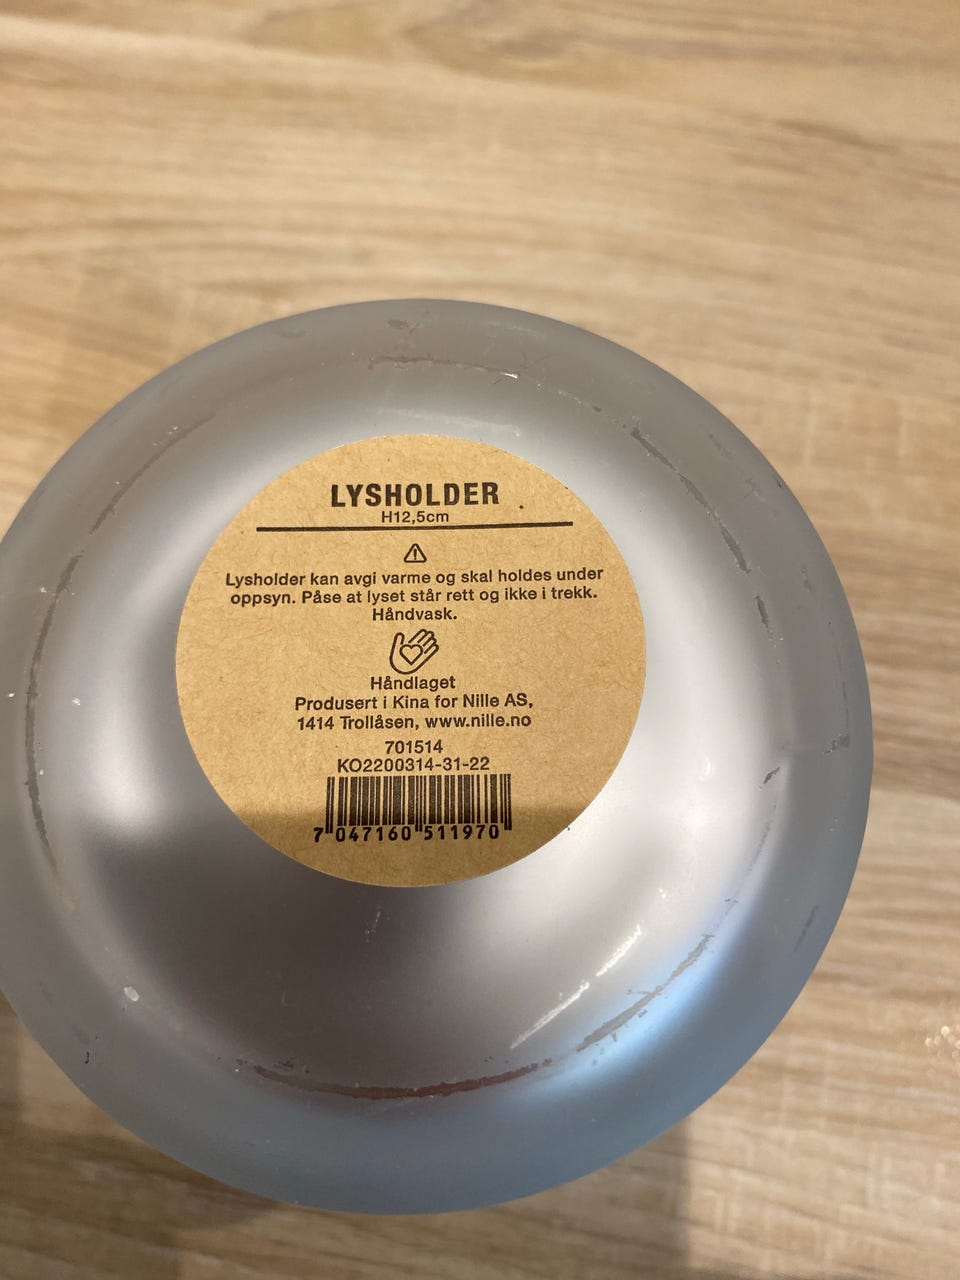 LYSHOLDER
H12,5cm
Lysholder kan avgi varme og skal holdes under
oppsyn. Påse at lyset står rett og ikke i trekk.
Håndvask.
Håndlaget
Produsert i Kina for Nille AS,
1414 Trollåsen, www.nille.no
701514
KO2200314-31-22
7 047160 511970